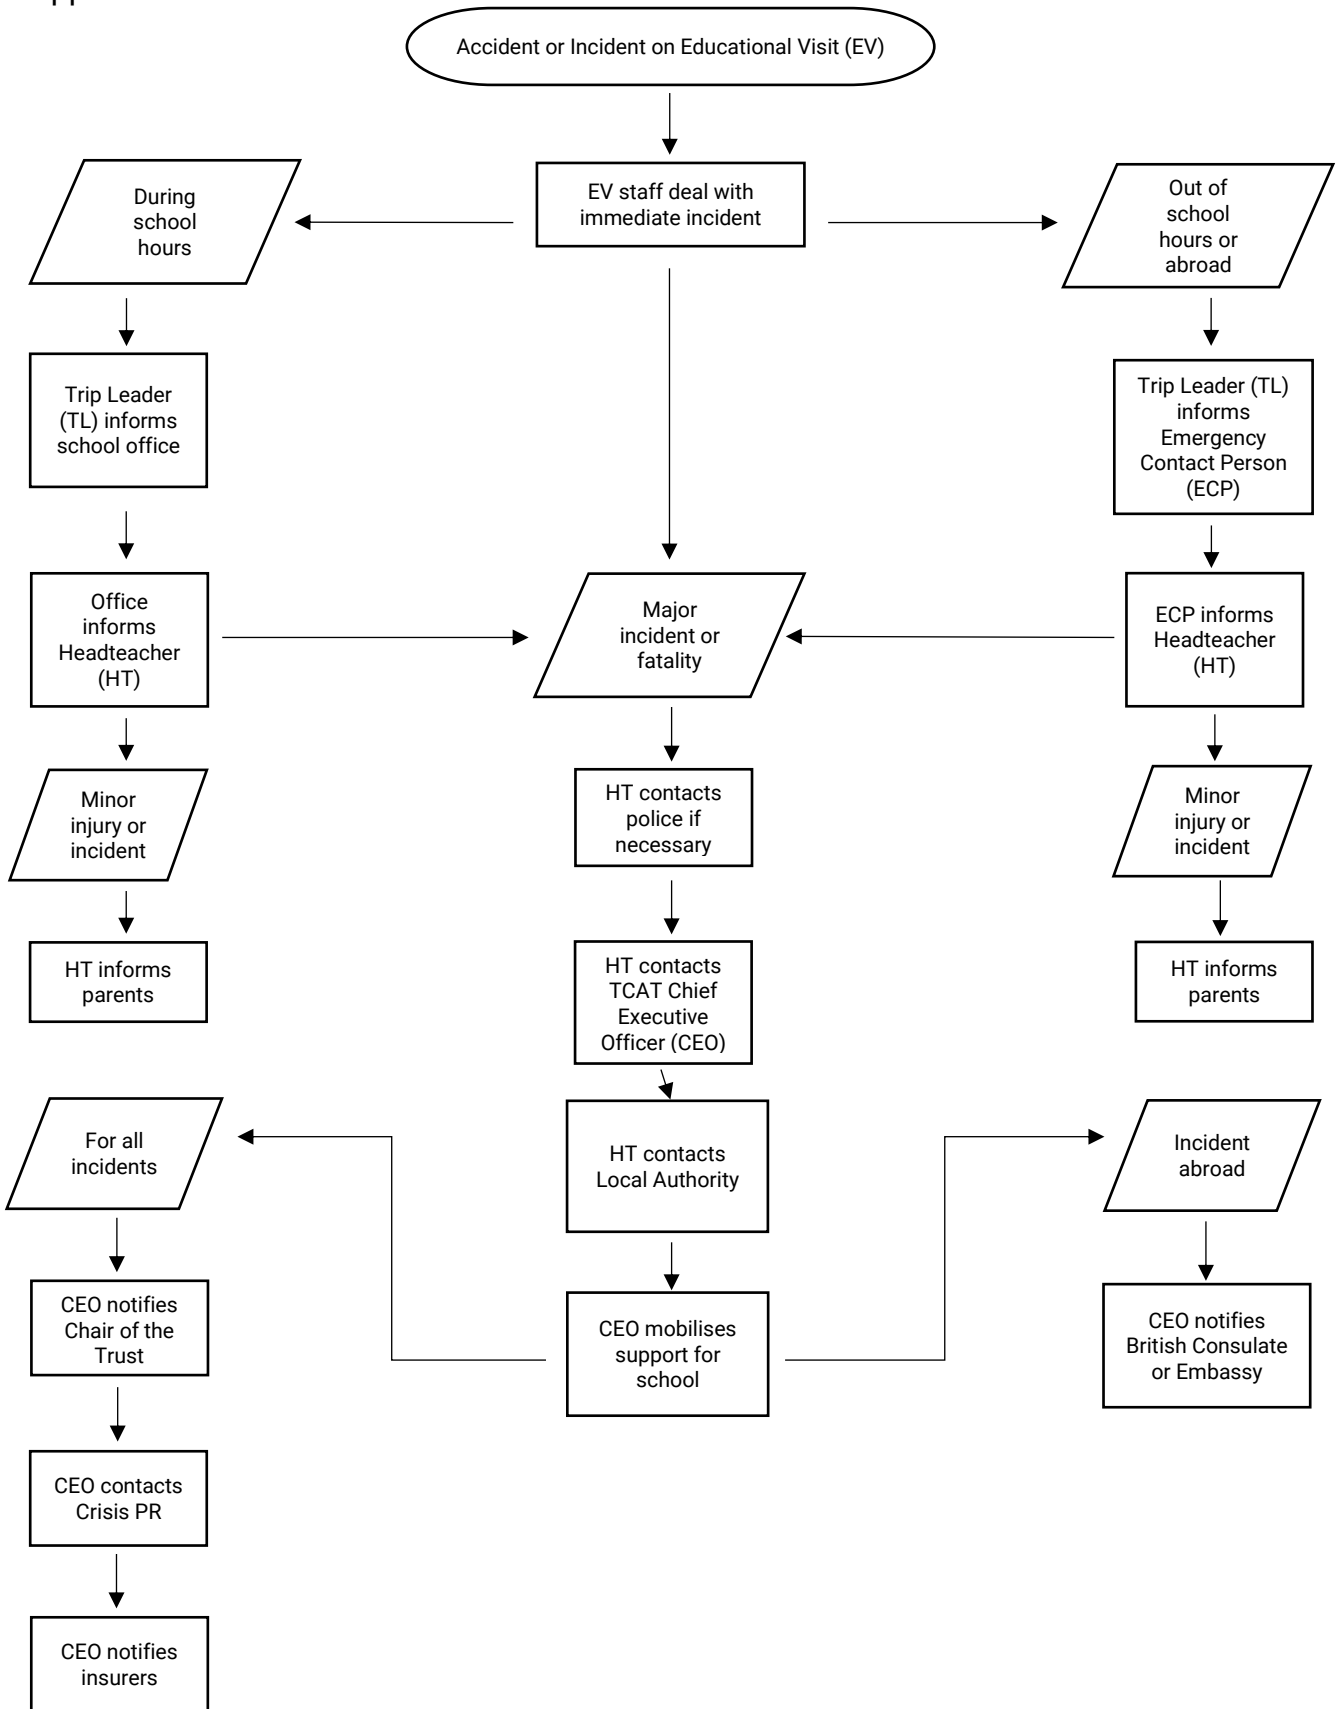 Accident or Incident on Educational Visit (EV)
EV staff deal with
immediate incident
During
school
hours
Out of
school
hours or
abroad
Trip Leader
(TL) informs
school office
Trip Leader (TL)
informs
Emergency
Contact Person
(ECP)
Office
informs
Headteacher
(HT)
Major
incident or
fatality
ECP informs
Headteacher
(HT)
Minor
injury or
incident
HT contacts
police if
necessary
Minor
injury or
incident
HT informs
parents
HT contacts
TCAT Chief
Executive
Officer (CEO)
HT informs
parents
For all
incidents
HT contacts
Local Authority
Incident
abroad
CEO notifies
Chair of the
Trust
CEO mobilises
support for
school
CEO notifies
British Consulate
or Embassy
CEO contacts
Crisis PR
CEO notifies
insurers